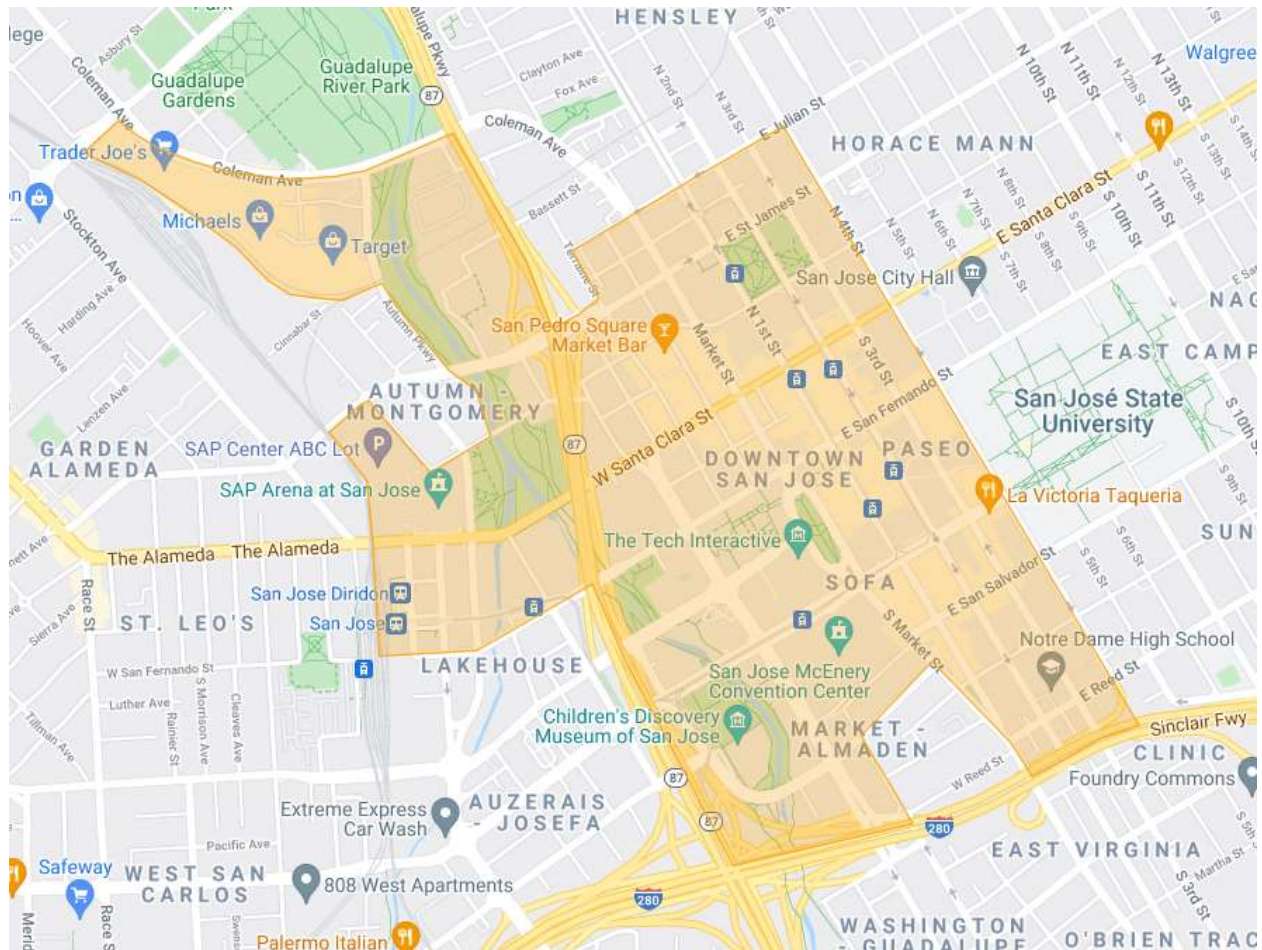 HENSLEY
ege
Asbury St
Coleman Ave
Guadalupe
Gardens
Guadalupe
River Park
alupe Pkwy
87
Clayton Ave
Fox Ave
N 2nd St
N 3rd St
E Julian St
N 10th St
N 11th St
N 12th St
N 13th St
S 14th St
Walgree
HORACE MANN
Trader Joe's
Coleman Ave
Coleman Ave
Bassett St
E St James St
N 4th St
N 5th St
N 6th St
N 7th St
N 8th St
S 7th St
S 8th St
S 9th St
S 10th St
S 11th St
S 12th St
S 13th St
E Santa Clara St
on
...
Stockton Ave
Michaels
Target
Terraine St
San Jose City Hall
E Sa
NAG
Hoover Ave
Harding Ave
Cinnabar St
Autumn Pkwy
San Pedro Square
Market Bar
Market St
N 1st St
S 3rd St
EAST CAMP
Lenzen Ave
AUTUMN -
MONTGOMERY
E San Fernando St
San José State
University
S 10th St
GARDEN
ALAMEDA
SAP Center ABC Lot
87
W Santa Clara St
DOWNTOWN
SAN JOSE
PASEO
S 9th St
SAP Arena at San Jose
La Victoria Taqueria
The Alameda
The Alameda
The Tech Interactive
SUN
Race St
San Jose Diridon
San Jose
SOFA
E San Salvador St
S 5th St
S 6th St
Sierra Ave
ST. LEO'S
S Market St
Notre Dame High School
W San Fernando St
LAKEHOUSE
San Jose McEnery
Convention Center
E Reed St
Luther Ave
Rainier St
S Morrison Ave
Cleaves Ave
Tillman Ave
Children's Discovery
Museum of San Jose
MARKET -
ALMADEN
Sinclair Fwy
87
W Reed St
CLINIC
Foundry Commons
Extreme Express
Car Wash
AUZERAIS
- JOSEFA
87
280
Pacific Ave
EAST VIRGINIA
Martha St
S 5th St
Safeway
WEST SAN
CARLOS
808 West Apartments
280
S 3rd St
Meri
Race S
Swens
Palermo Italian
WASHINGTON
- GUADALUPE
O'BRIEN TRAC